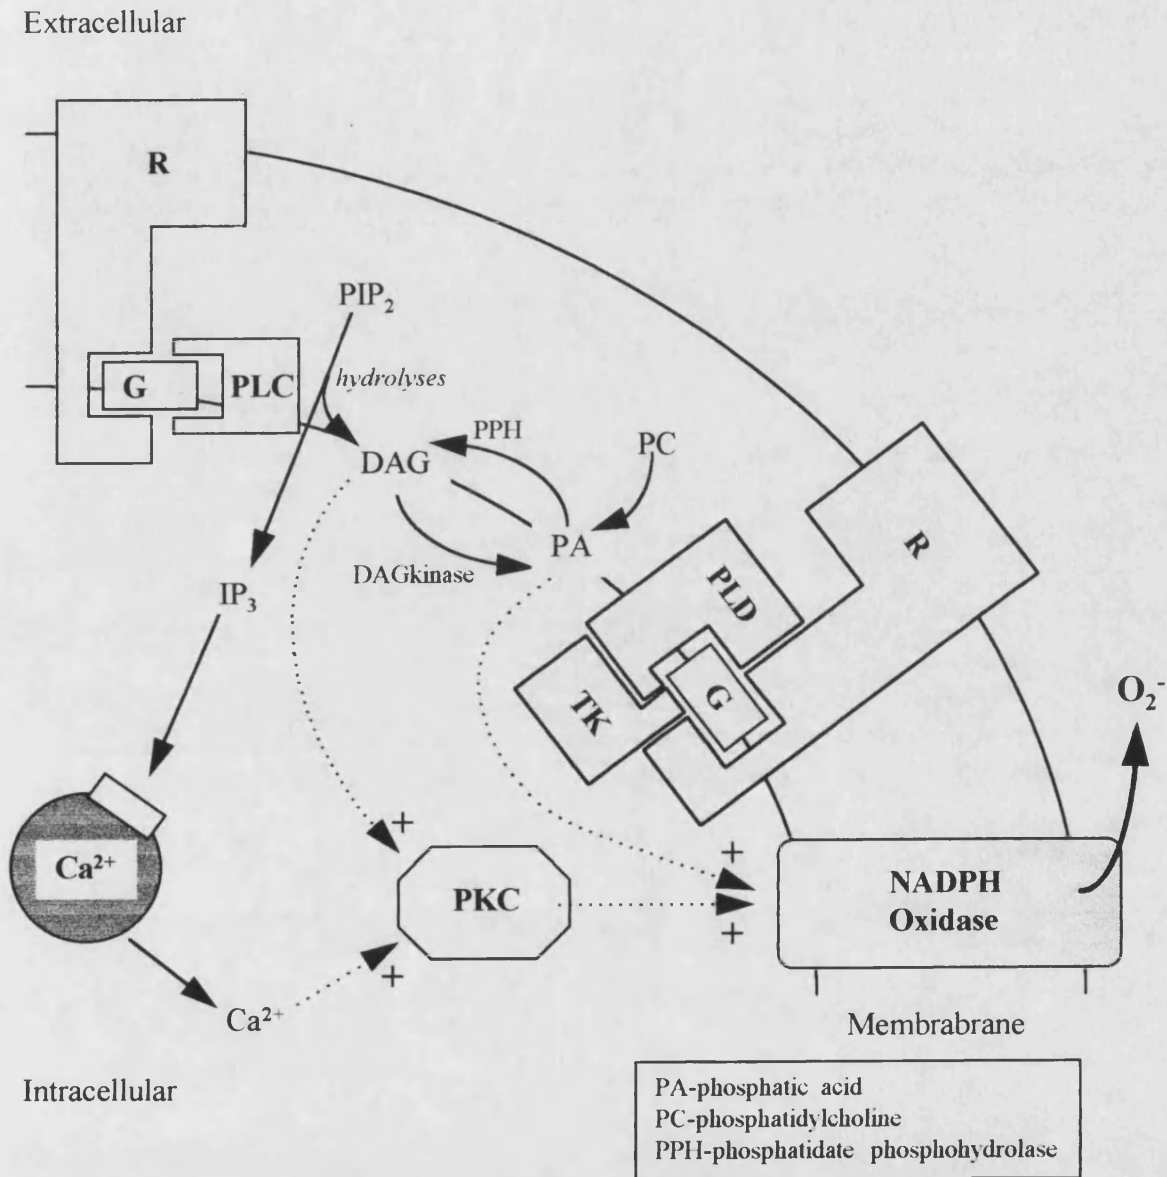 Extracellular
R
PIP₂
G
PLC
hydrolyses
DAG
PPH
PC
PA
DAGkinase
IP₃
R
PLD
TK
G
O₂⁻
Ca²⁺
+
PKC
+
+
+
NADPH
Oxidase
Ca²⁺
Membrabrane
Intracellular
PA-phosphatic acid
PC-phosphatidylcholine
PPH-phosphatidate phosphohydrolase